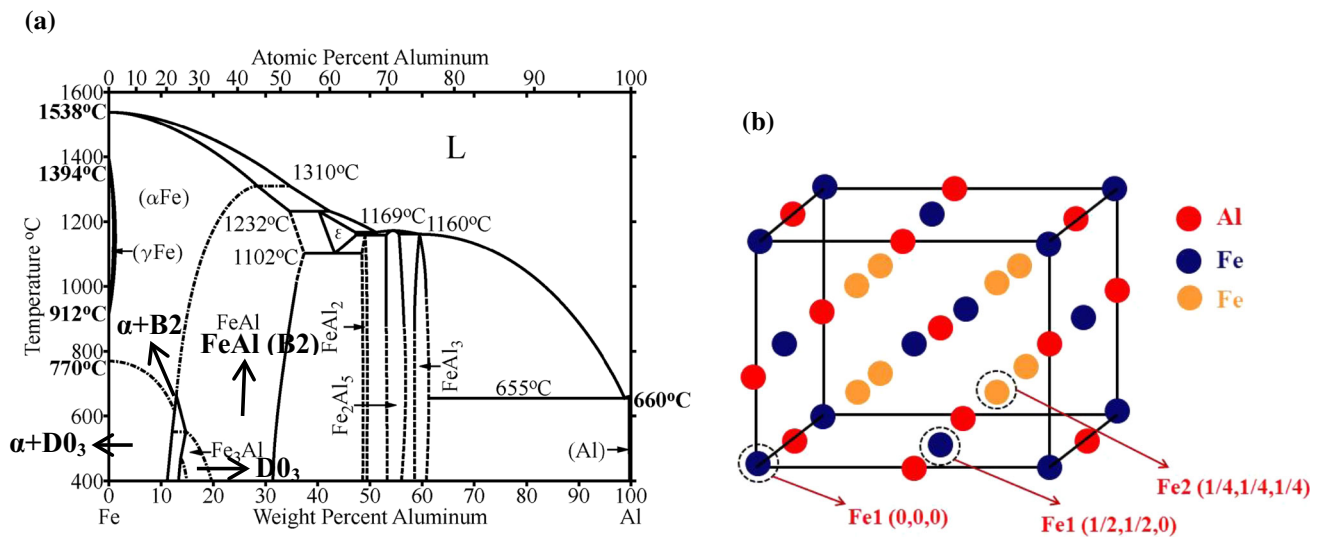 (a)
Atomic Percent Aluminum
0 10 20 30 40 50 60 70 80 90 100
1600
1538°C
1400
1394°C
1200
1000
912°C
800
770°C
600
400
Temperature °C
L
1310°C
(αFe)
1232°C
ε
1169°C
1160°C
(γFe)
1102°C
α+B2
FeAl
FeAl (B2)
FeAl₂
Fe₂Al₅
FeAl₃
655°C
660°C
α+D0₃
Fe₃Al
D0₃
(Al)
0 10 20 30 40 50 60 70 80 90 100
Fe
Weight Percent Aluminum
Al
(b)
Al
Fe
Fe
Fe2 (1/4,1/4,1/4)
Fe1 (0,0,0)
Fe1 (1/2,1/2,0)